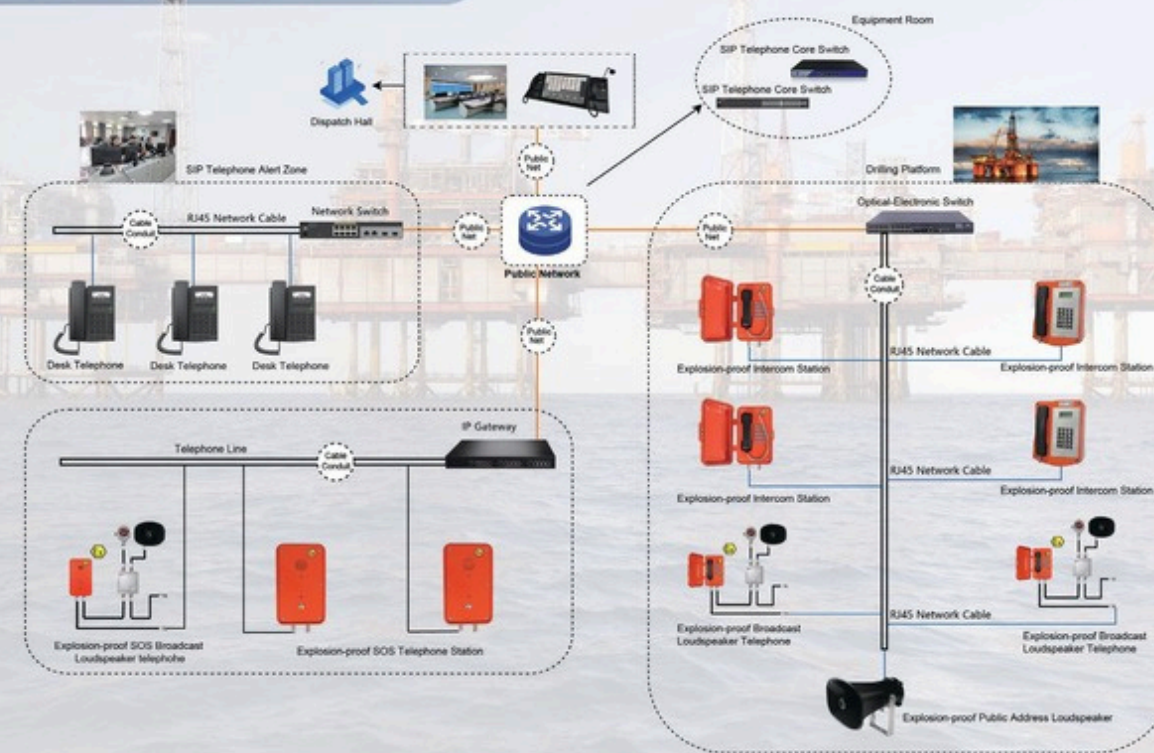 Equipment Room
SIP Telephone Core Switch
SIP Telephone Core Switch
Dispatch Hall
Public
Net
SIP Telephone Alert Zone
Drilling Platform
Cable
Conduit
RJ45 Network Cable
Network Switch
Public
Net
Public Network
Public
Net
Optical-Electronic Switch
Cable
Conduit
Desk Telephone
Desk Telephone
Desk Telephone
Public
Net
RJ45 Network Cable
Explosion-proof Intercom Station
Explosion-proof Intercom Station
IP Gateway
Telephone Line
Cable
Conduit
RJ45 Network Cable
Explosion-proof Intercom Station
Explosion-proof Intercom Station
Explosion-proof SOS Broadcast
Loudspeaker telephohe
Explosion-proof SOS Telephone Station
RJ45 Network Cable
Explosion-proof Broadcast
Loudspeaker Telephone
Explosion-proof Broadcast
Loudspeaker Telephone
Explosion-proof Public Address Loudspeaker